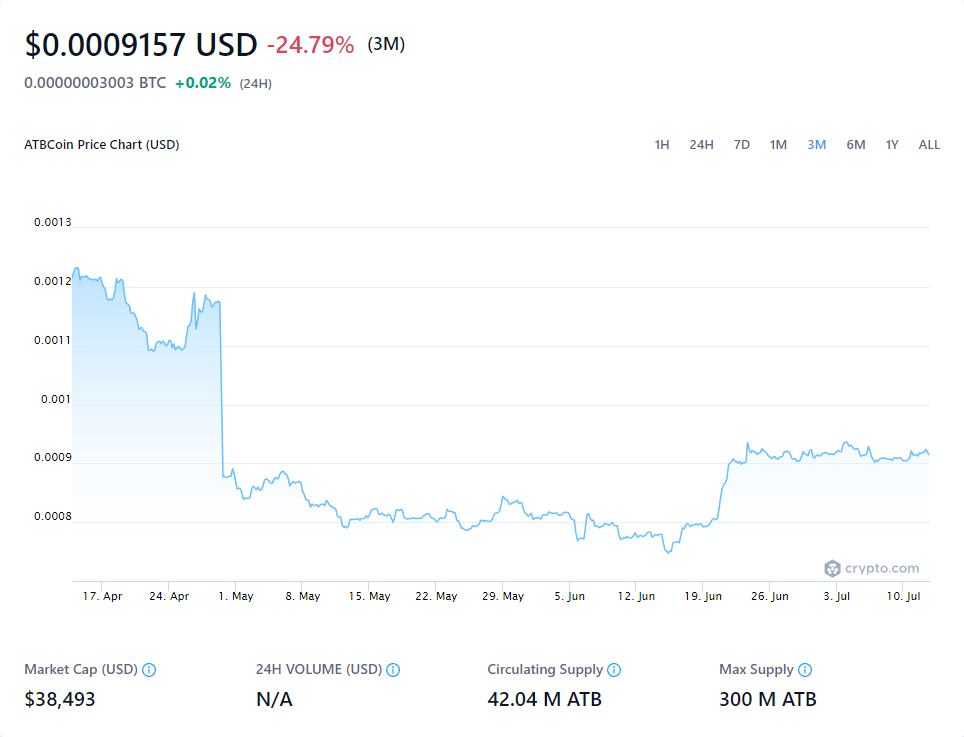 $0.0009157 USD -24.79% (3M)
0.00000003003 BTC +0.02% (24H)
ATBCoin Price Chart (USD) 1H 24H 7D 1M 3M 6M 1Y ALL
0.0013
0.0012
0.0011
0.001
0.0009
0.0008
crypto.com
17. Apr 24. Apr 1. May 8. May 15. May 22. May 29. May 5. Jun 12. Jun 19. Jun 26. Jun 3. Jul 10. Jul
Market Cap (USD) 24H VOLUME (USD) Circulating Supply Max Supply
$38,493 N/A 42.04 M ATB 300 M ATB